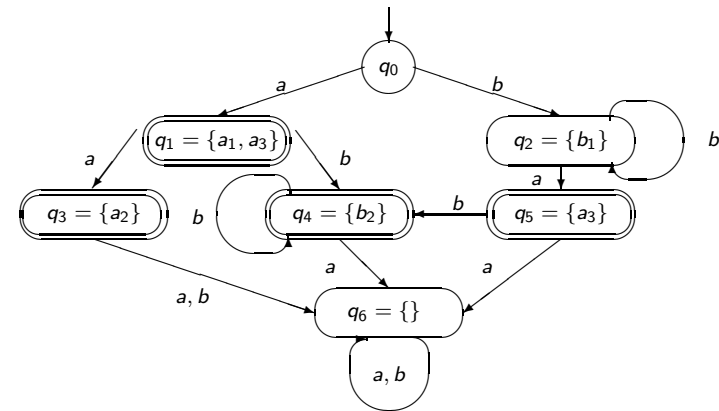 q0
a
b
q1 = {a1, a3}
q2 = {b1}
b
a
b
a
q3 = {a2}
b
q4 = {b2}
b
q5 = {a3}
a
a
a, b
q6 = {}
a, b